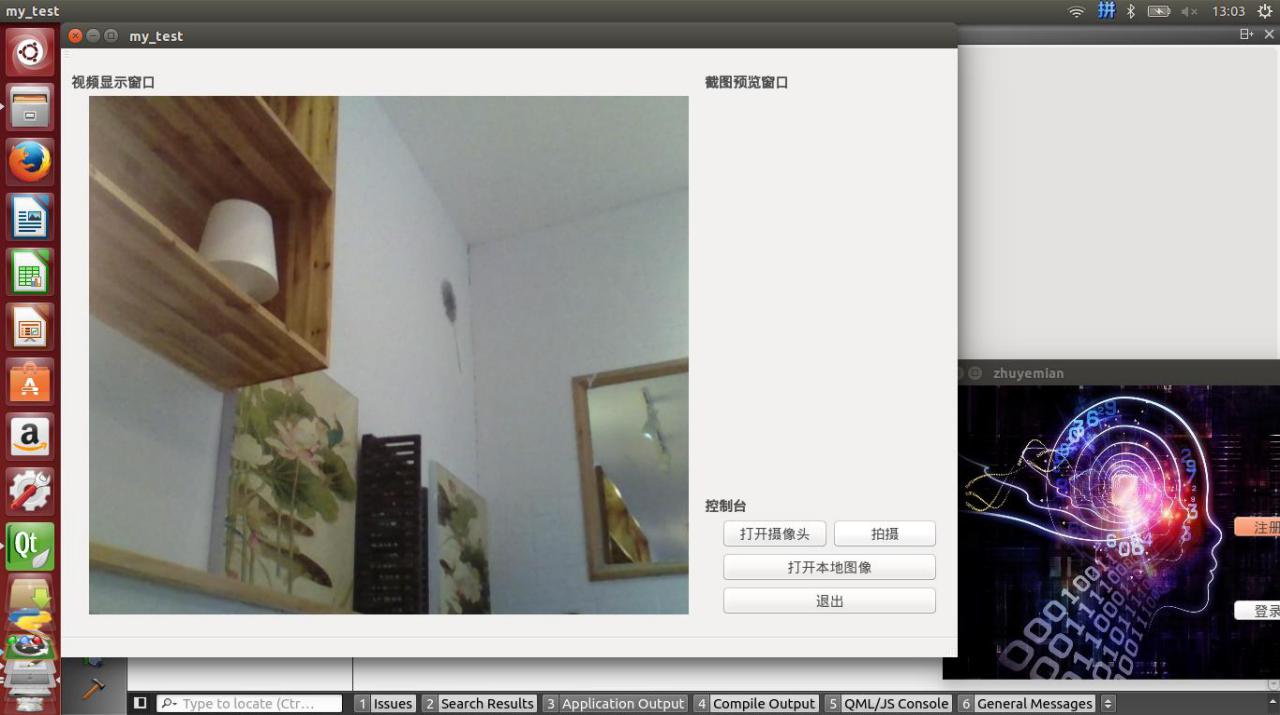 my_test
拼
13:03
my_test
视频显示窗口
截图预览窗口
控制台
打开摄像头
拍摄
打开本地图像
退出
zhuyemian
注册
登录
a
Qt
Type to locate (Ctr...
1 Issues
2 Search Results
3 Application Output
4 Compile Output
5 QML/JS Console
6 General Messages